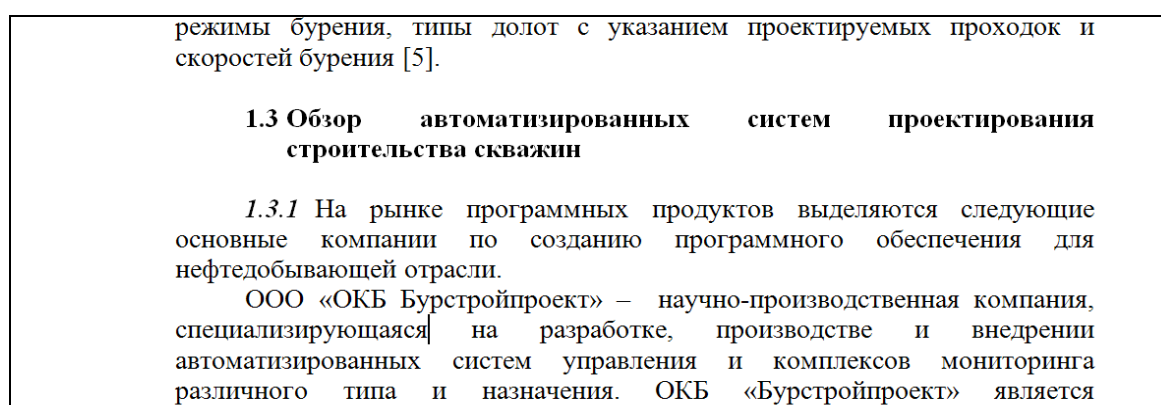 режимы бурения, типы долот с указанием проектируемых проходок и
скоростей бурения [5].
1.3 Обзор автоматизированных систем проектирования
строительства скважин
1.3.1 На рынке программных продуктов выделяются следующие
основные компании по созданию программного обеспечения для
нефтедобывающей отрасли.
ООО «ОКБ Бурстройпроект» – научно-производственная компания,
специализирующаяся на разработке, производстве и внедрении
автоматизированных систем управления и комплексов мониторинга
различного типа и назначения. ОКБ «Бурстройпроект» является